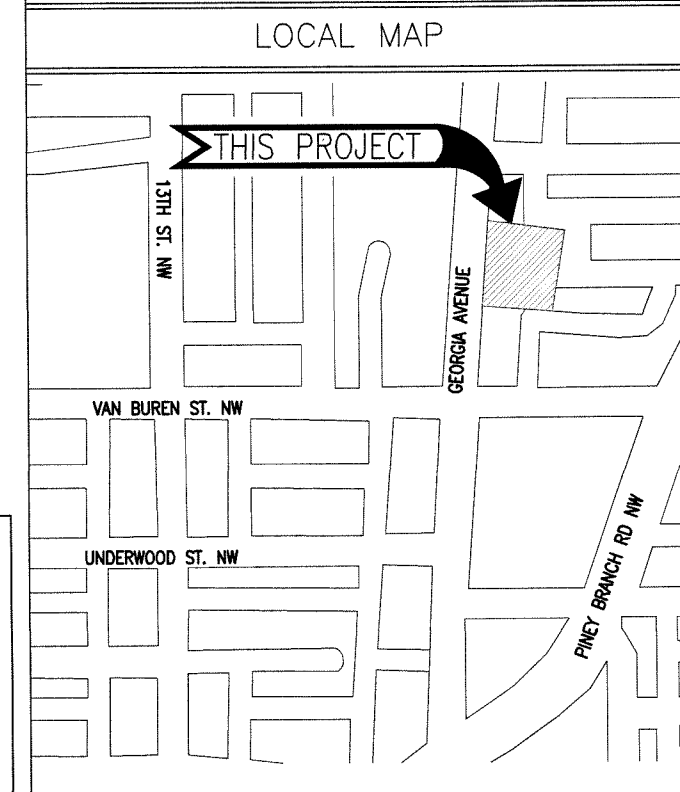 LOCAL MAP
THIS PROJECT
13TH ST. NW
GEORGIA AVENUE
VAN BUREN ST. NW
UNDERWOOD ST. NW
PINEY BRANCH RD NW